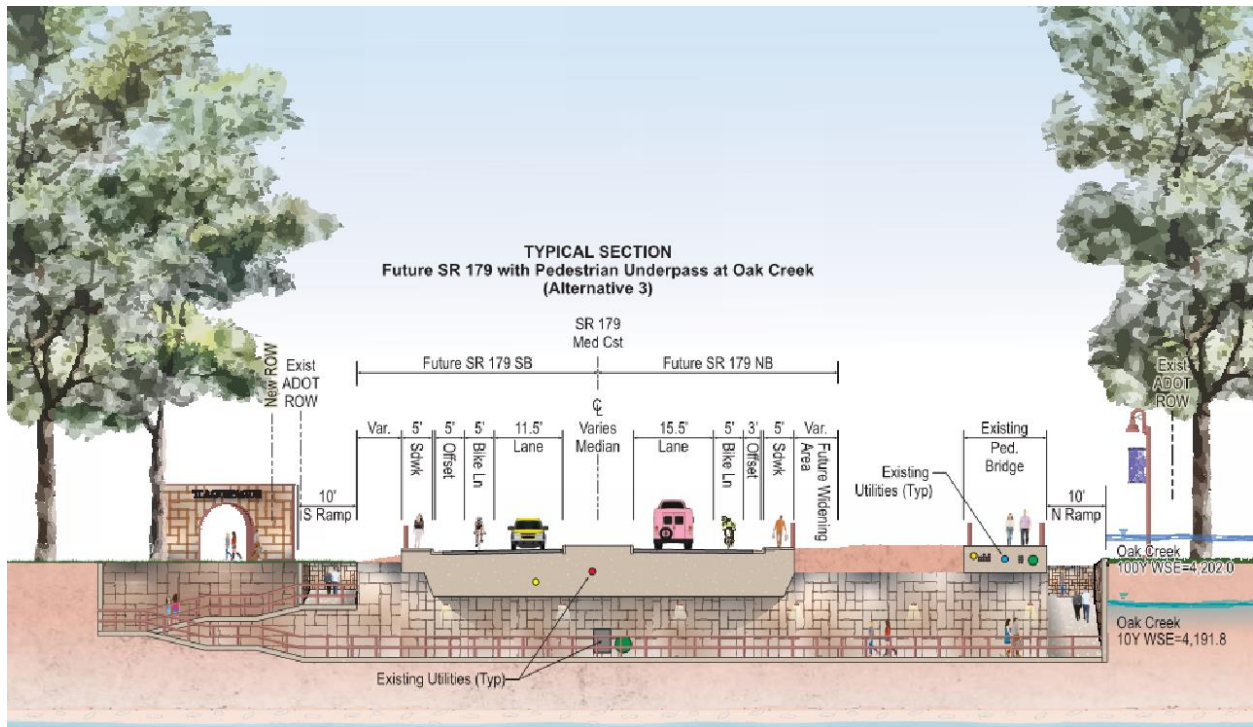 TYPICAL SECTION
Future SR 179 with Pedestrian Underpass at Oak Creek
(Alternative 3)
SR 179
Med Cst
Future SR 179 SB
Future SR 179 NB
New ROW
Exist
ADOT
ROW
Exist
ADOT
ROW
Var.
5'
Sdwk
5'
Offset
5'
Bike Ln
11.5'
Lane
℄
Varies
Median
15.5'
Lane
5'
Bike Ln
3'
Offset
5'
Sdwk
Var.
Future Widening
Area
Existing
Ped.
Bridge
Existing
Utilities (Typ)
10'
S Ramp
10'
N Ramp
Oak Creek
100Y WSE=4,202.0
Oak Creek
10Y WSE=4,191.8
Existing Utilities (Typ)